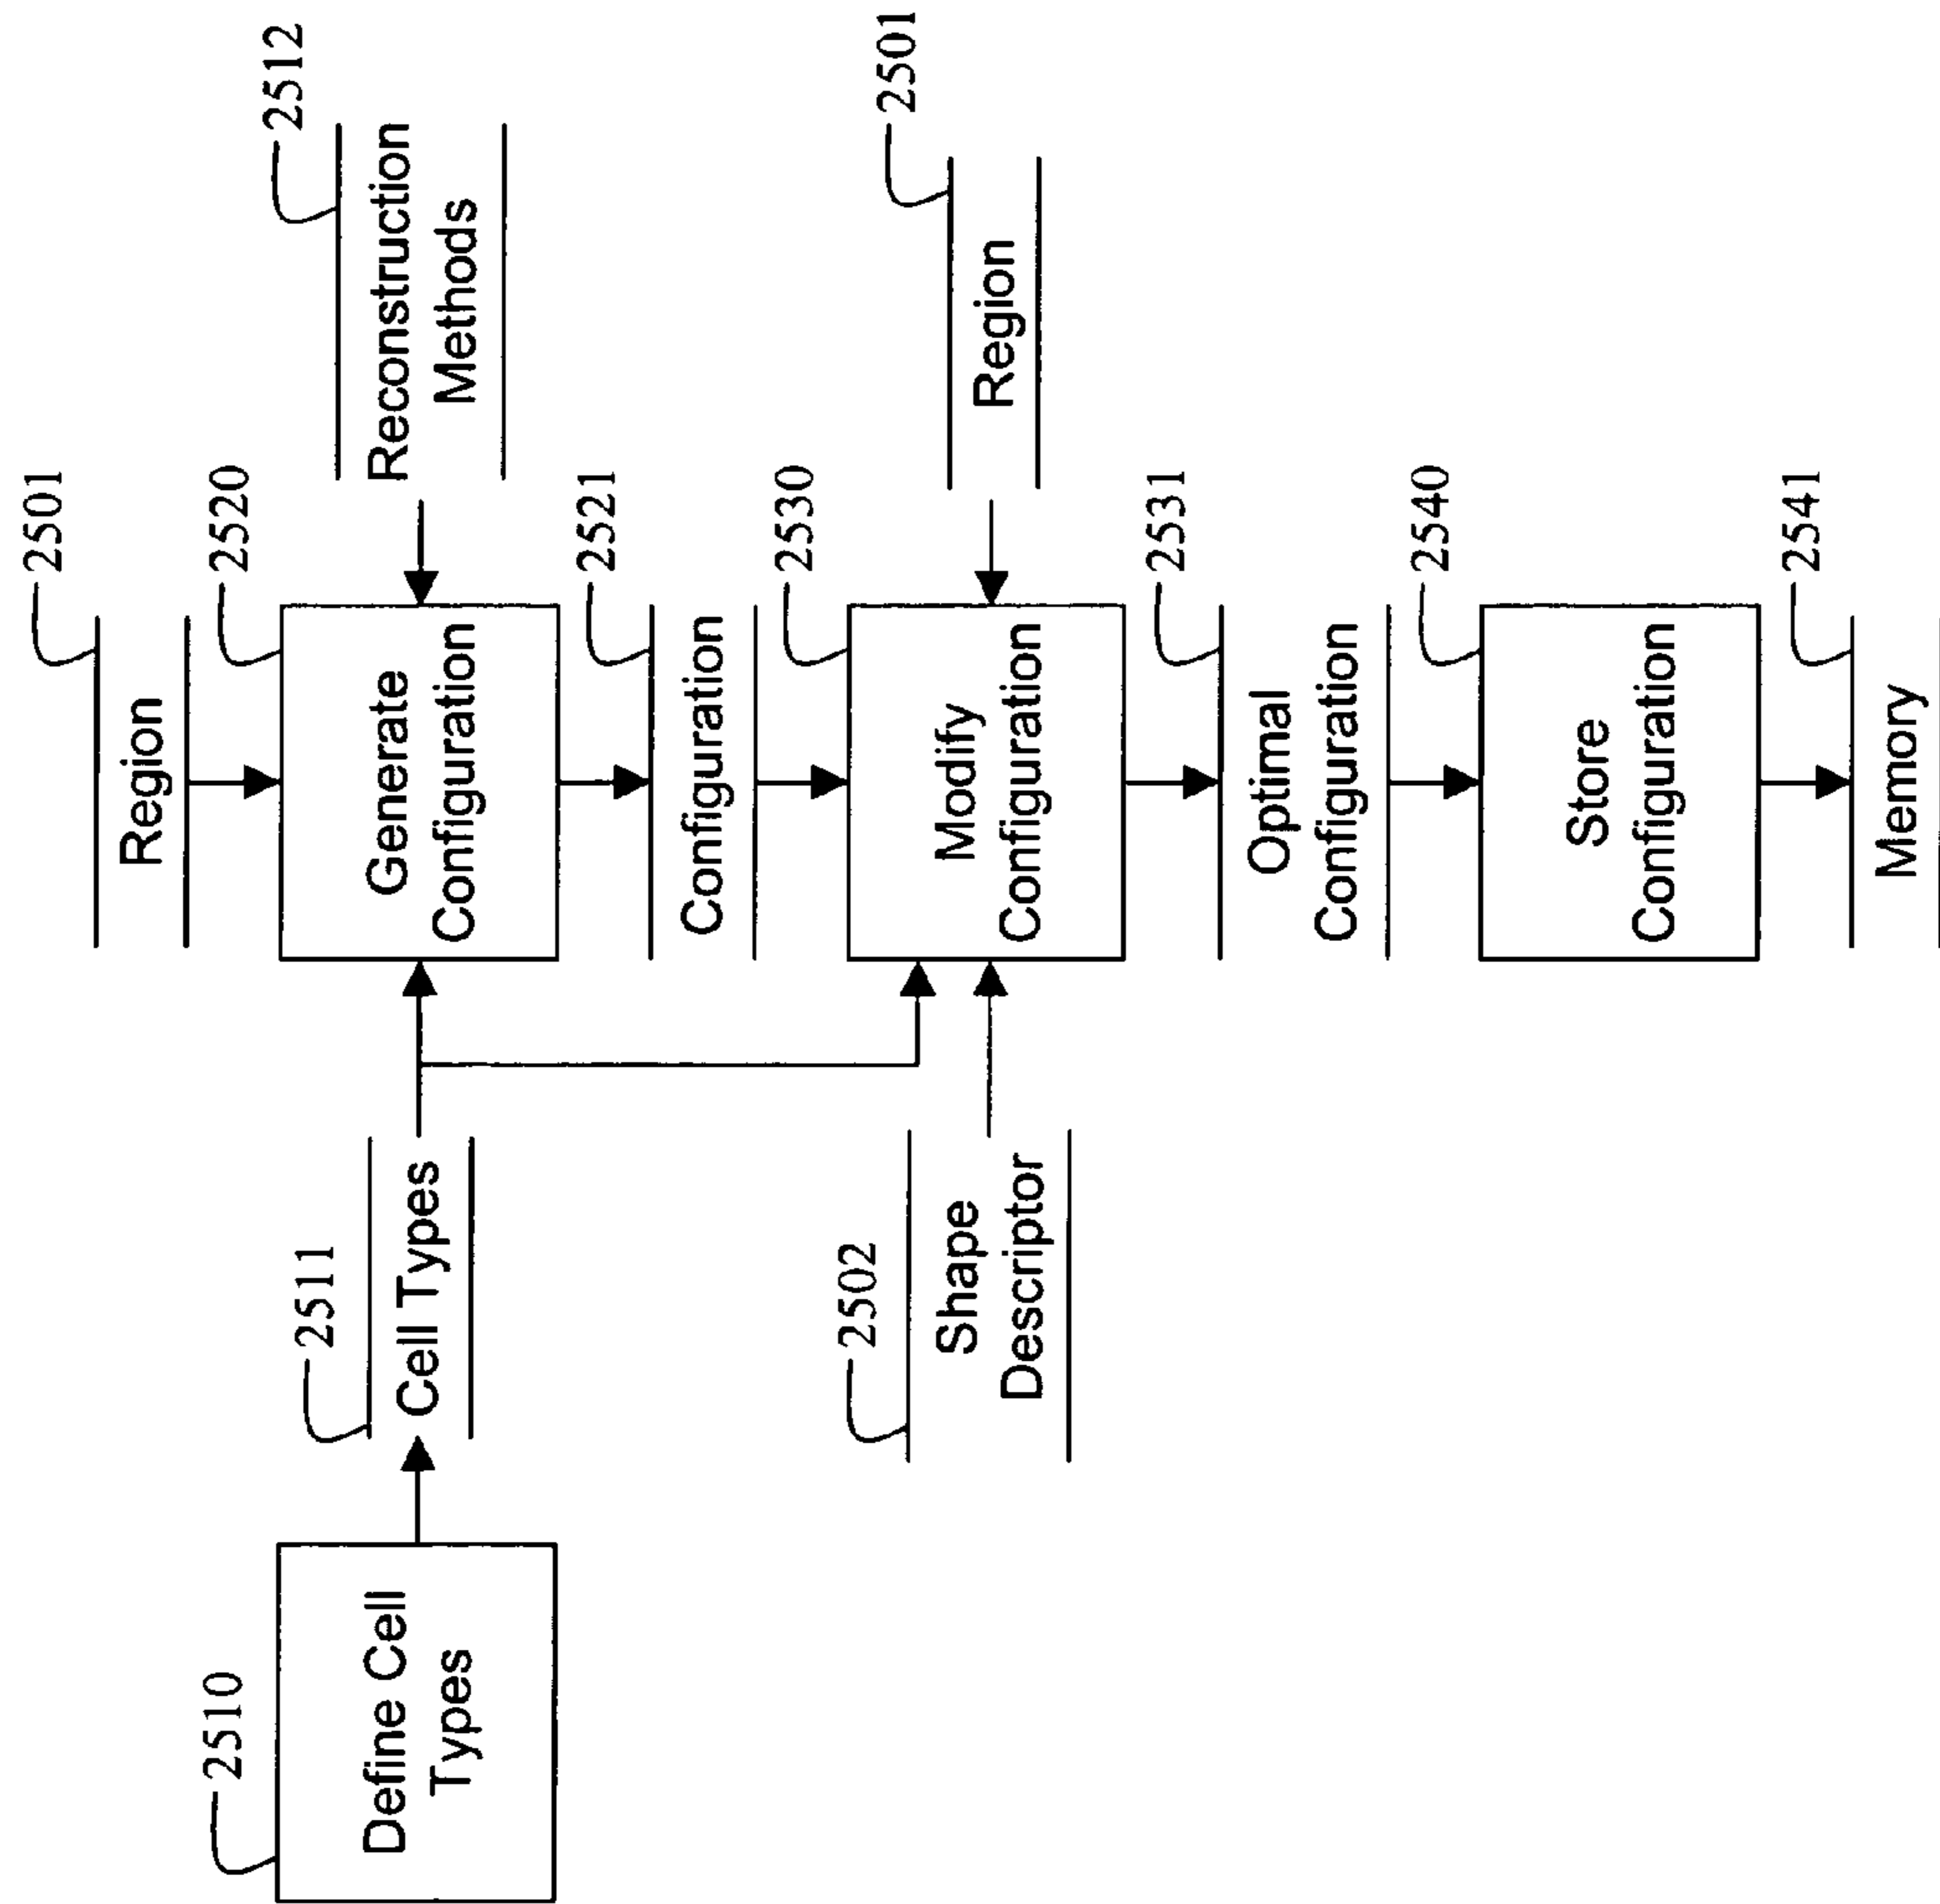 2501
Region
2510
Define Cell
Types
2511
Cell Types
2520
Generate
Configuration
2512
Reconstruction
Methods
2521
Configuration
2502
Shape
Descriptor
2530
Modify
Configuration
2501
Region
2531
Optimal
Configuration
2540
Store
Configuration
2541
Memory